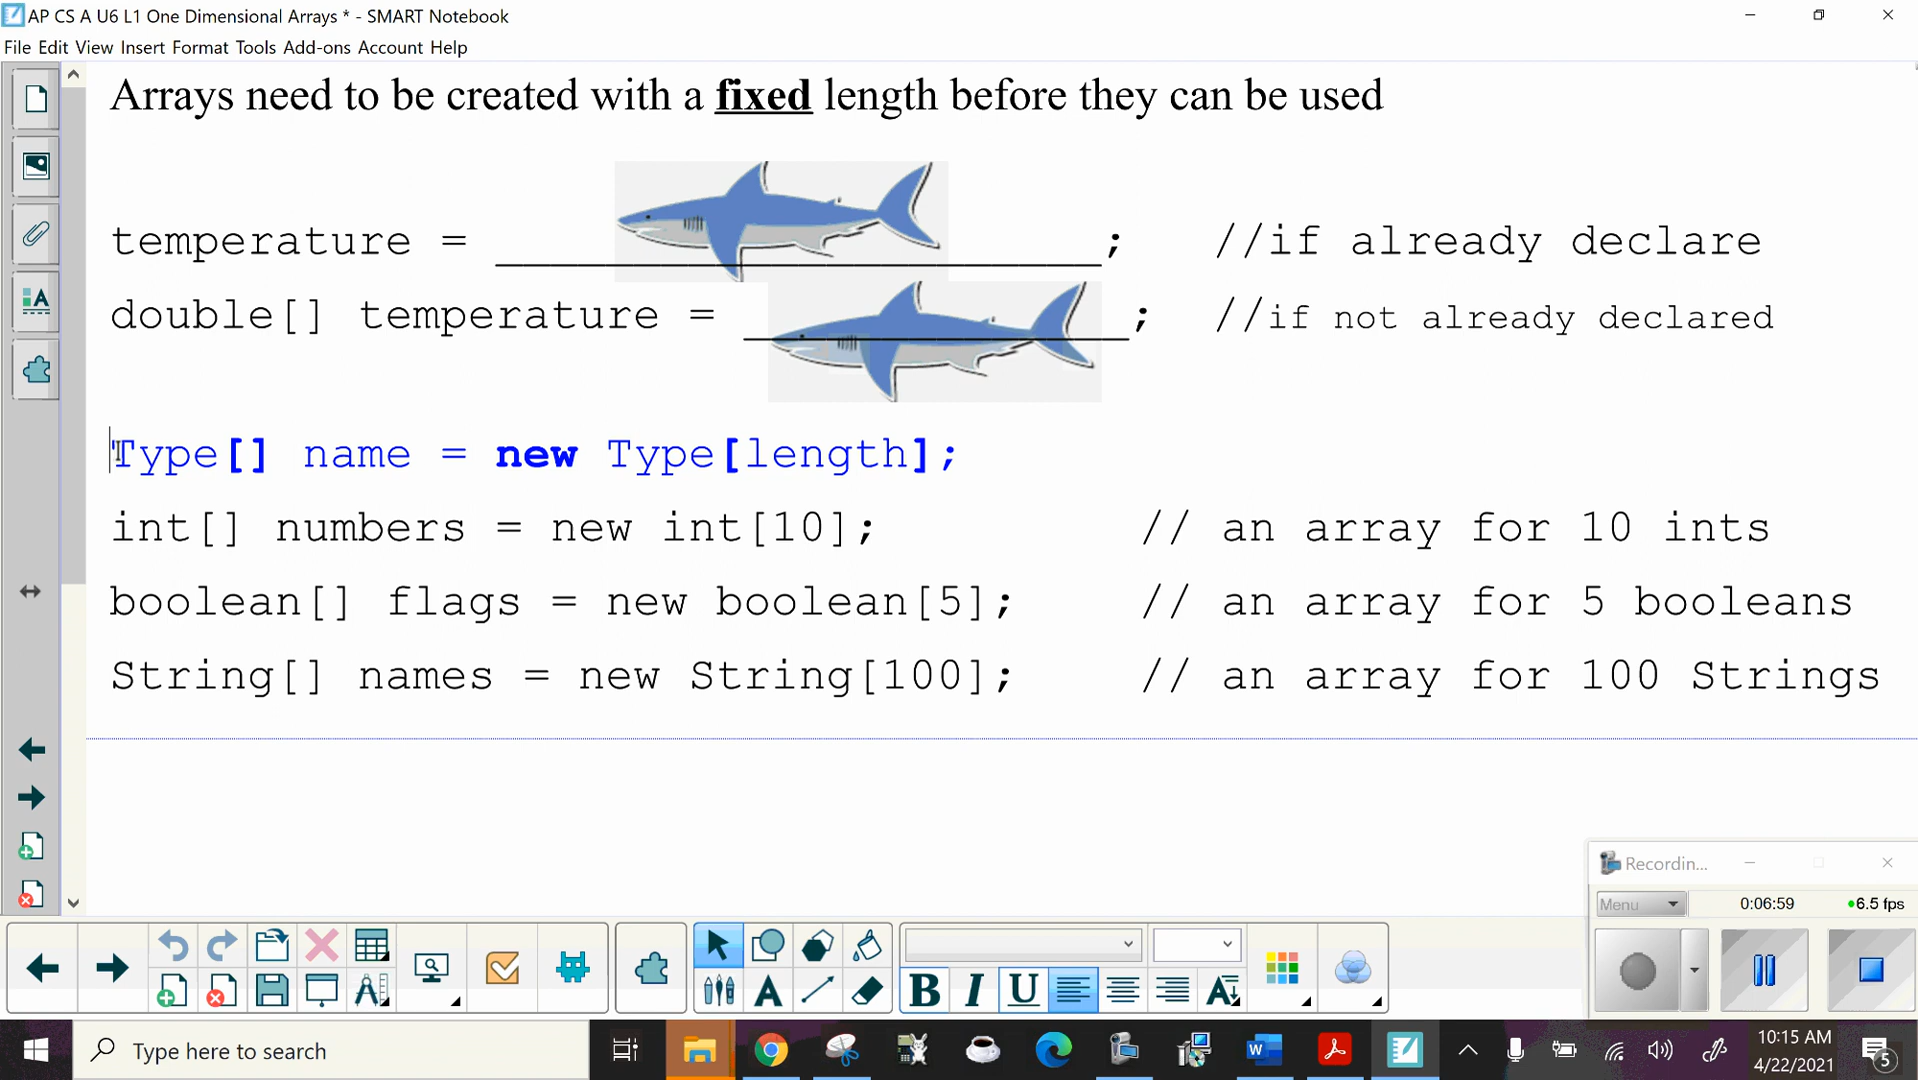 AP CS A U6 L1 One Dimensional Arrays * - SMART Notebook
File Edit View Insert Format Tools Add-ons Account Help
Arrays need to be created with a fixed length before they can be used
temperature = ______________________; //if already declare
double[] temperature = ______________; //if not already declared
Type[] name = new Type[length];
int[] numbers = new int[10]; // an array for 10 ints
boolean[] flags = new boolean[5]; // an array for 5 booleans
String[] names = new String[100]; // an array for 100 Strings
Recordin...
Menu 0:06:59 6.5 fps
B I U A
Type here to search
10:15 AM
4/22/2021
5